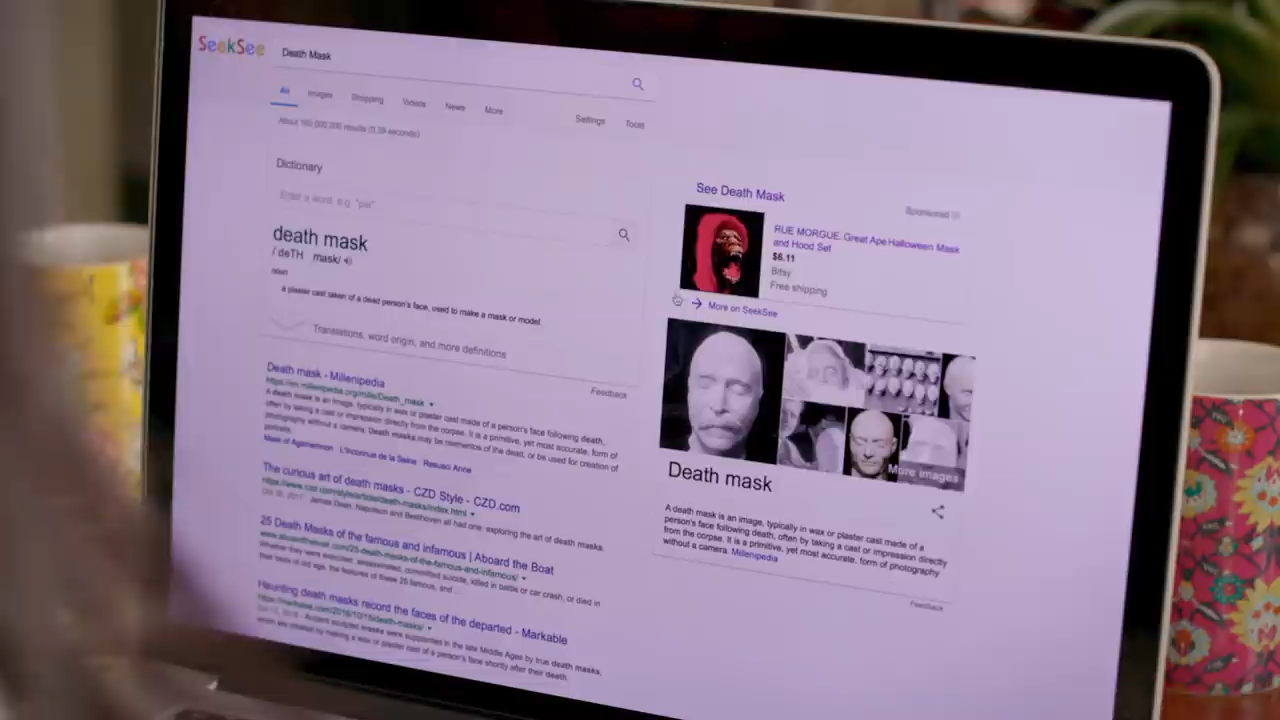 SeekSee
Death Mask
All Images Shopping Videos News More Settings Tools
About 160,000,000 results (0.39 seconds)
Dictionary
Enter a word, e.g. "pie"
death mask
/ˈdeTH mask/
noun
a plaster cast taken of a dead person's face, used to make a mask or model.
Translations, word origin, and more definitions
Feedback
Death mask - Millenipedia
https://en.millenipedia.org/mille/Death_mask
A death mask is an image, typically in wax or plaster cast made of a person's face following death,
often by taking a cast or impression directly from the corpse. It is a primitive, yet most accurate, form of
photography without a camera. Death masks may be mementos of the dead, or be used for creation of
portraits.
Mask of Agamemnon L'Inconnue de la Seine Resusci Anne
The curious art of death masks - CZD Style - CZD.com
https://www.czd.com/style/article/death-masks/index.html
James Dean, Napoleon and Beethoven all had one: exploring the art of death masks.
25 Death Masks of the famous and infamous | Aboard the Boat
www.aboardtheboat.com/25-death-masks-of-the-famous-and-infamous/
Whether they were executed, assassinated, committed suicide, killed in battle or car crash, or died in
their beds of old age, the features of these 25 famous, and ...
Haunting death masks record the faces of the departed - Markable
https://markable.com/2016/10/15/death-masks/
Ancient sculpted masks were supplanted in the late Middle Ages by true death masks,
which are created by making a wax or plaster cast of a person's face shortly after their death.
See Death Mask
Sponsored
RUE MORGUE: Great Ape Halloween Mask
and Hood Set
$6.11
Bitsy
Free shipping
More on SeekSee
More images
Death mask
A death mask is an image, typically in wax or plaster cast made of a
person's face following death, often by taking a cast or impression directly
from the corpse. It is a primitive, yet most accurate, form of photography
without a camera. Millenipedia
Feedback